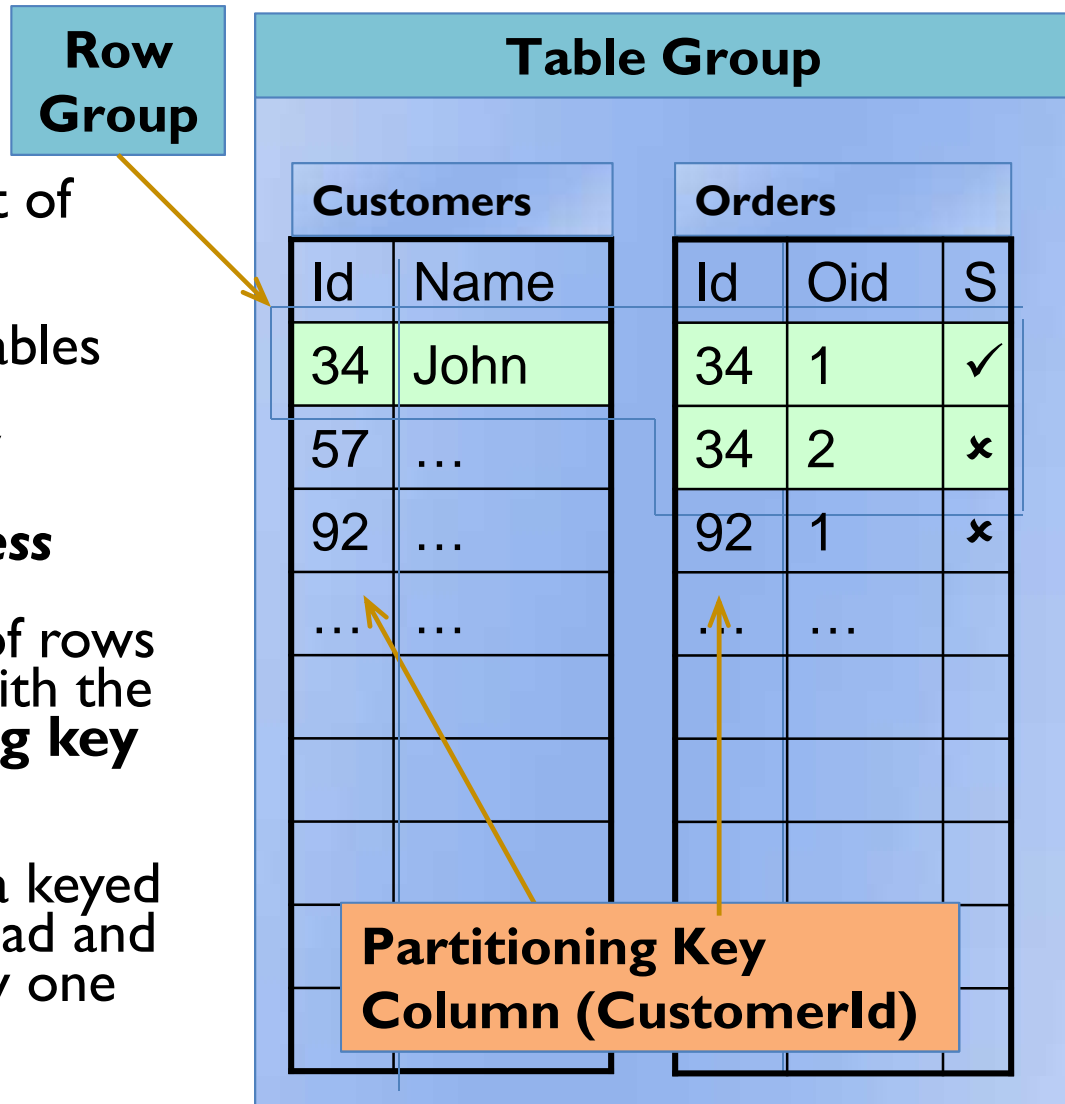 Row
Group
Table Group
t of
ables
ess
of rows
ith the
g key
a keyed
ad and
y one
Customers
Id Name
34 John
57 …
92 …
… …
Orders
Id Oid S
34 1 ✓
34 2 ×
92 1 ×
… …
Partitioning Key
Column (CustomerId)